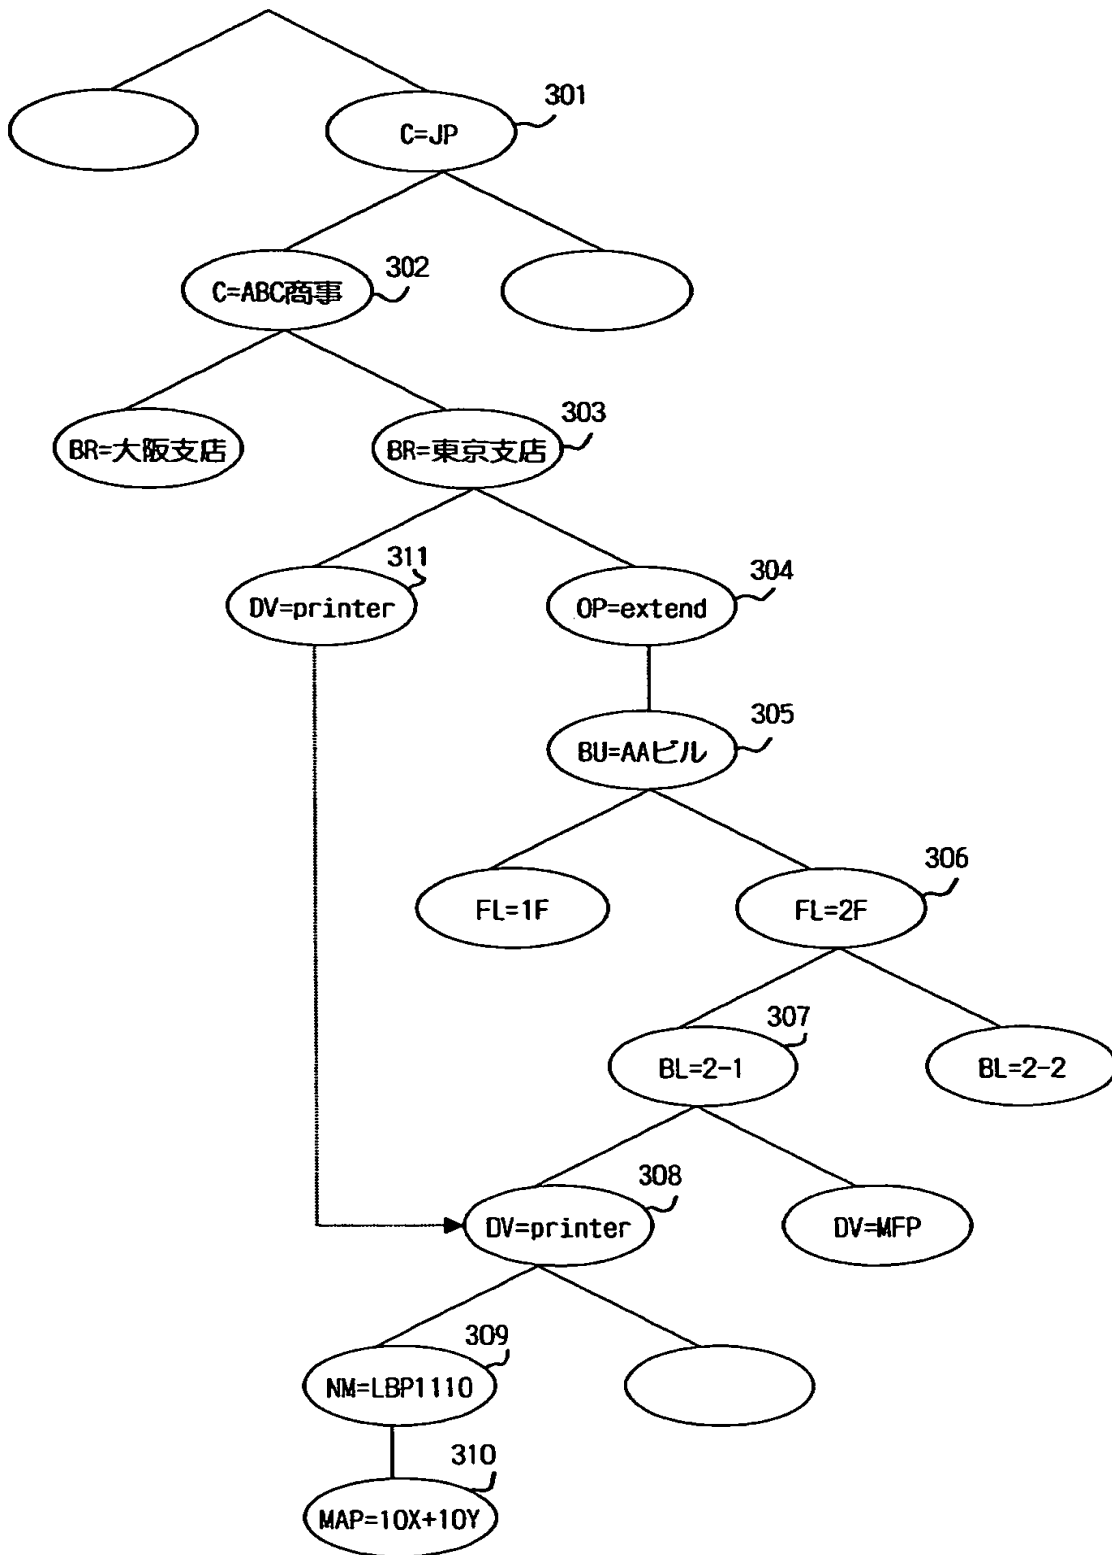 301
C=JP
302
C=ABC商事
303
BR=大阪支店
BR=東京支店
311
304
DV=printer
OP=extend
305
BU=AAビル
306
FL=1F
FL=2F
307
BL=2-1
BL=2-2
308
DV=printer
DV=MFP
309
NM=LBP1110
310
MAP=10X+10Y